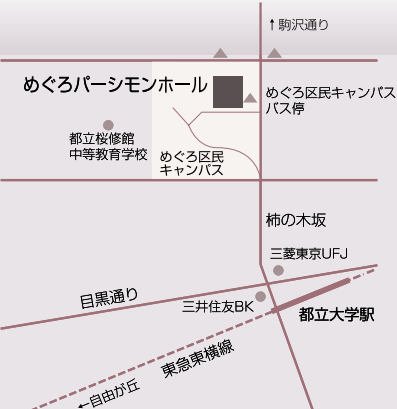 ↑駒沢通り
めぐろパーシモンホール
めぐろ区民キャンパス
バス停
都立桜修館
中等教育学校
めぐろ区民
キャンパス
柿の木坂
三菱東京UFJ
目黒通り
三井住友BK
都立大学駅
東急東横線
←自由が丘